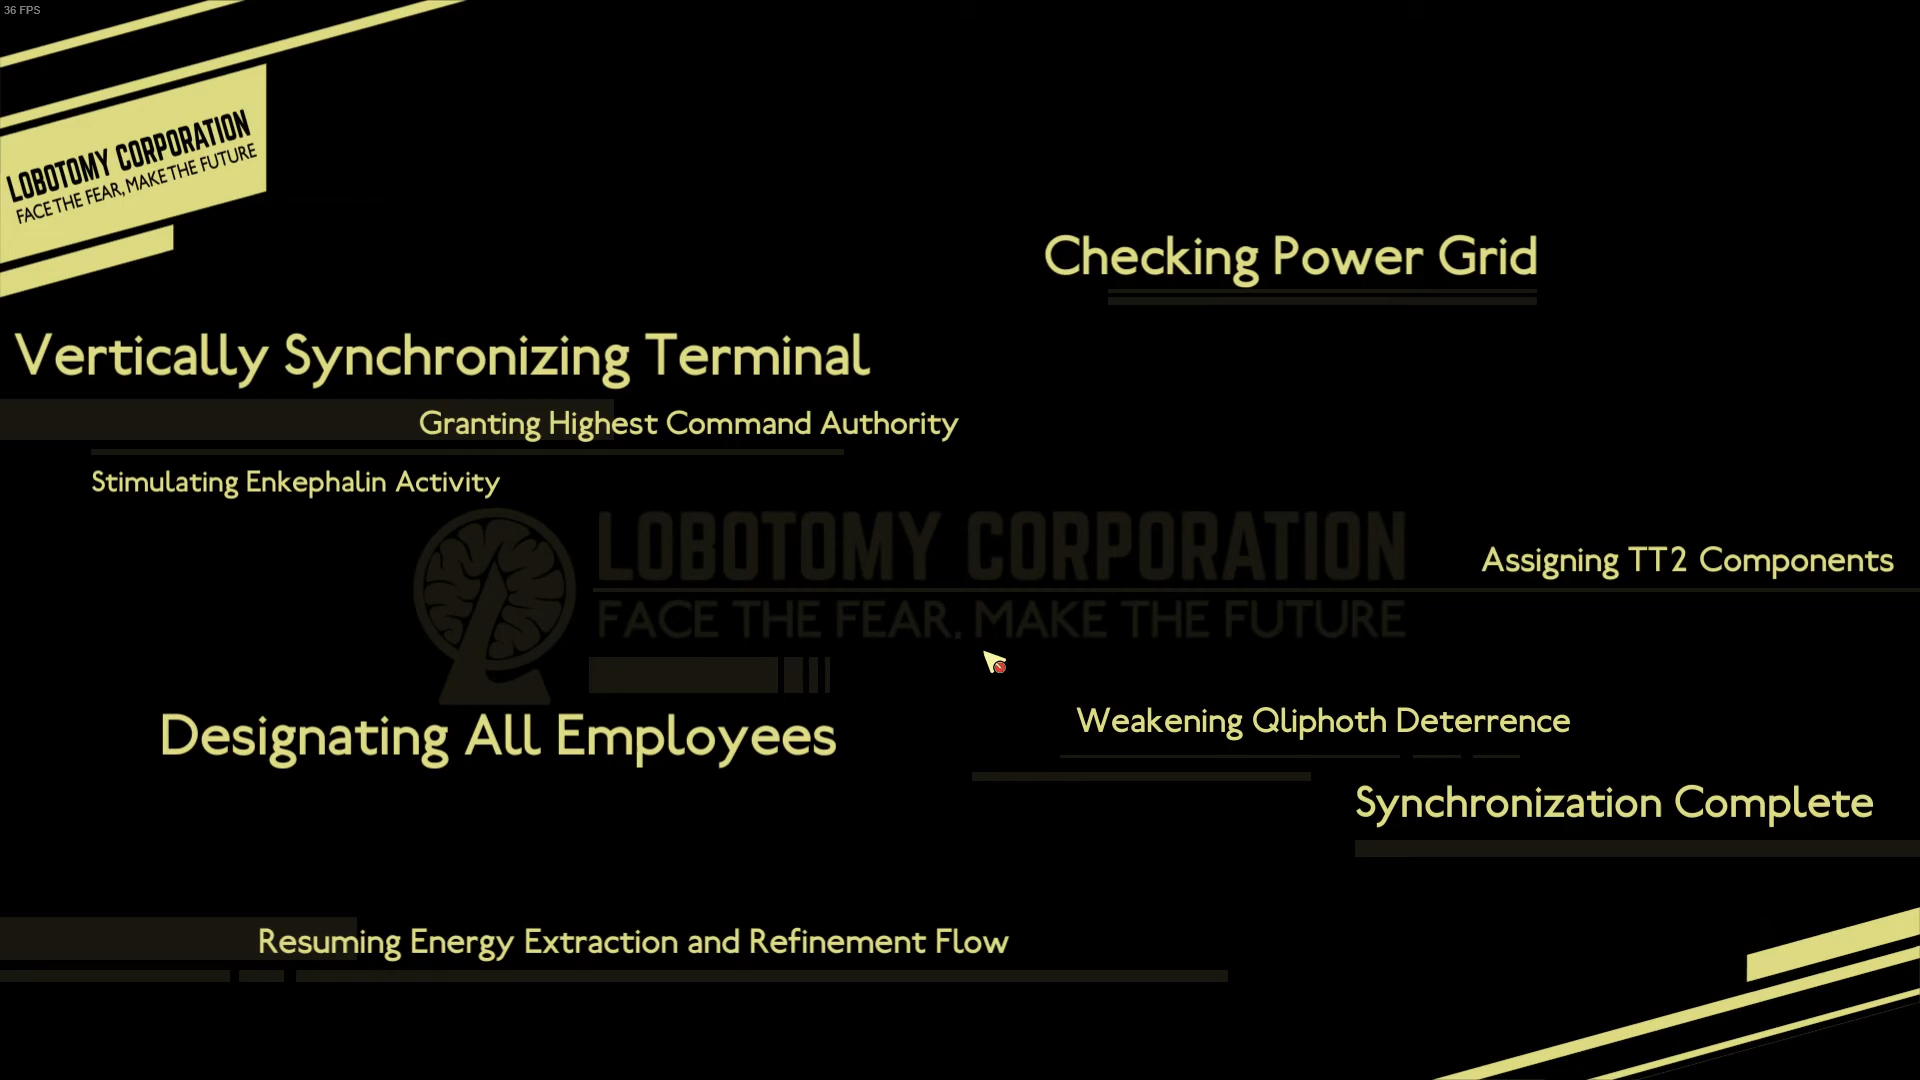 36 FPS
LOBOTOMY CORPORATION
FACE THE FEAR, MAKE THE FUTURE
Checking Power Grid
Vertically Synchronizing Terminal
Granting Highest Command Authority
Stimulating Enkephalin Activity
LOBOTOMY CORPORATION
FACE THE FEAR, MAKE THE FUTURE
Assigning TT2 Components
Designating All Employees
Weakening Qliphoth Deterrence
Synchronization Complete
Resuming Energy Extraction and Refinement Flow